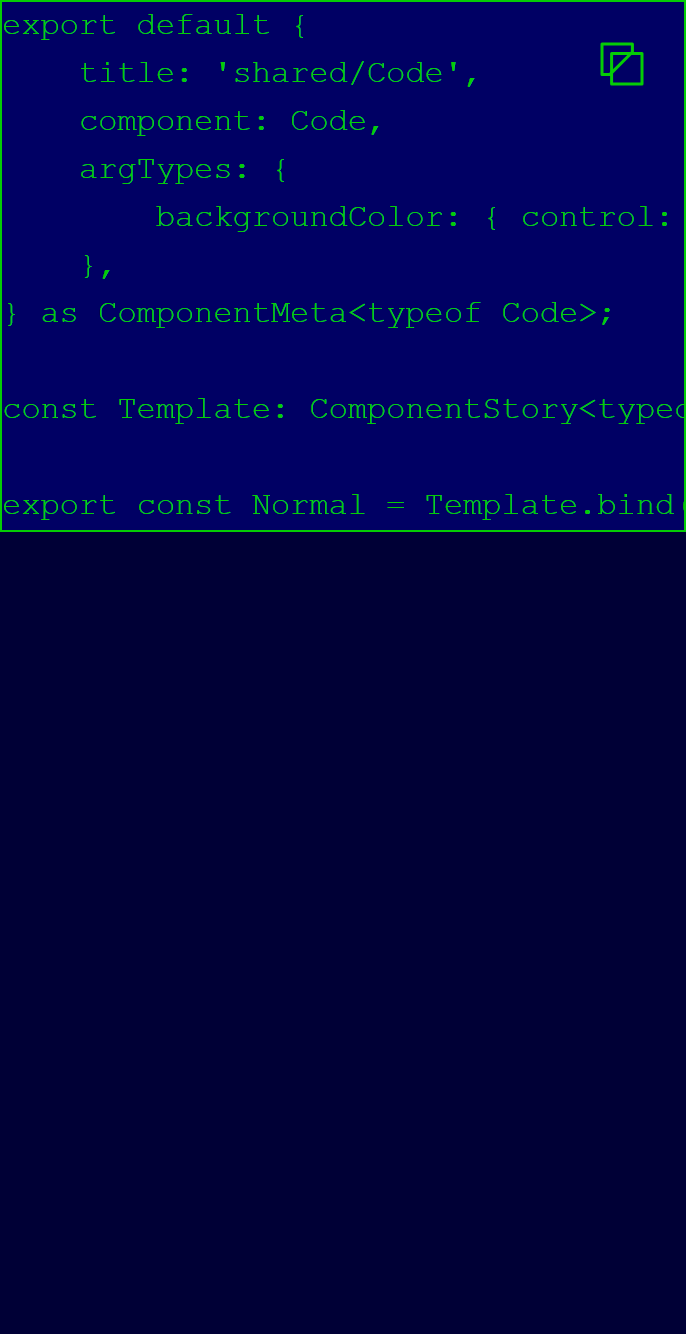 export default {
    title: 'shared/Code',
    component: Code,
    argTypes: {
        backgroundColor: { control:
    },
} as ComponentMeta<typeof Code>;
const Template: ComponentStory<typeo
export const Normal = Template.bind(